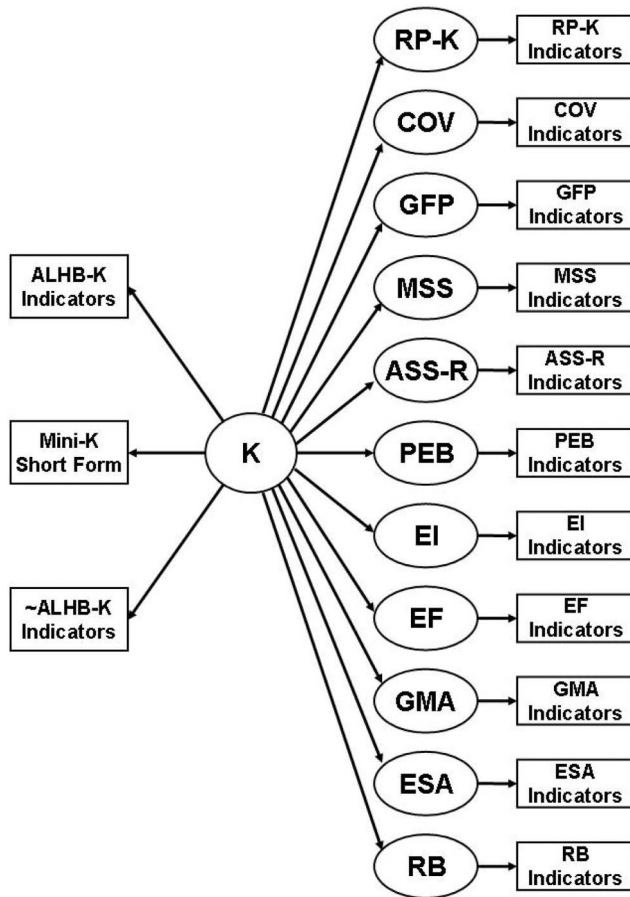 RP-K
RP-K
Indicators
COV
COV
Indicators
GFP
GFP
Indicators
MSS
MSS
Indicators
ASS-R
ASS-R
Indicators
PEB
PEB
Indicators
EI
EI
Indicators
EF
EF
Indicators
GMA
GMA
Indicators
ESA
ESA
Indicators
RB
RB
Indicators
ALHB-K
Indicators
Mini-K
Short Form
~ALHB-K
Indicators
K